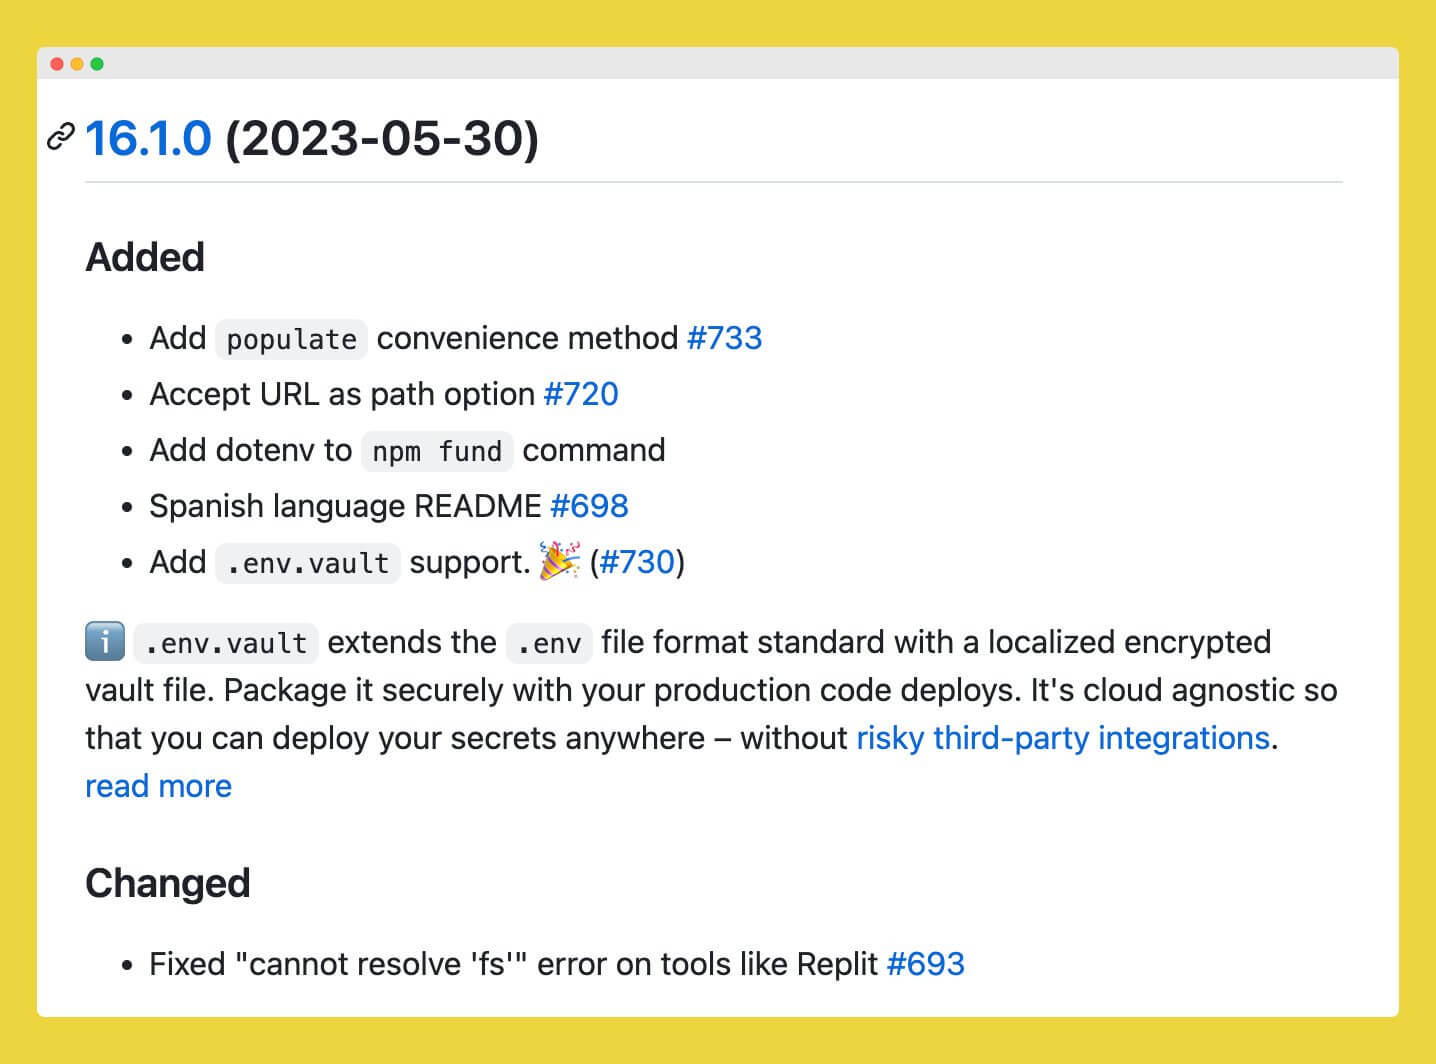 16.1.0 (2023-05-30)
Added
• Add populate convenience method #733
• Accept URL as path option #720
• Add dotenv to npm fund command
• Spanish language README #698
• Add .env.vault support. 🎉 (#730)
ℹ️ .env.vault extends the .env file format standard with a localized encrypted
vault file. Package it securely with your production code deploys. It's cloud agnostic so
that you can deploy your secrets anywhere – without risky third-party integrations.
read more
Changed
• Fixed "cannot resolve 'fs'" error on tools like Replit #693